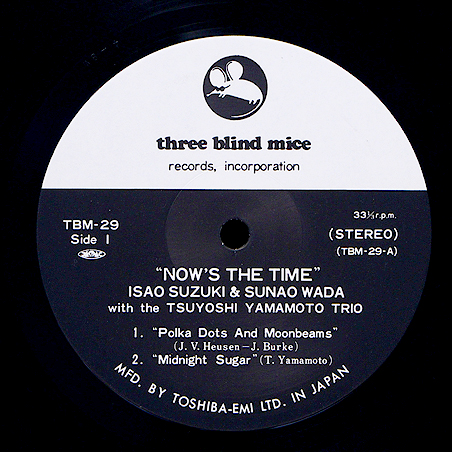 three blind mice
records, incorporation
TBM-29
Side 1
33⅓ r.p.m.
(STEREO)
(TBM-29-A)
"NOW'S THE TIME"
ISAO SUZUKI & SUNAO WADA
with the TSUYOSHI YAMAMOTO TRIO
1. "Polka Dots And Moonbeams"
(J. V. Heusen—J. Burke)
2. "Midnight Sugar" (T. Yamamoto)
MFD. BY TOSHIBA-EMI LTD. IN JAPAN